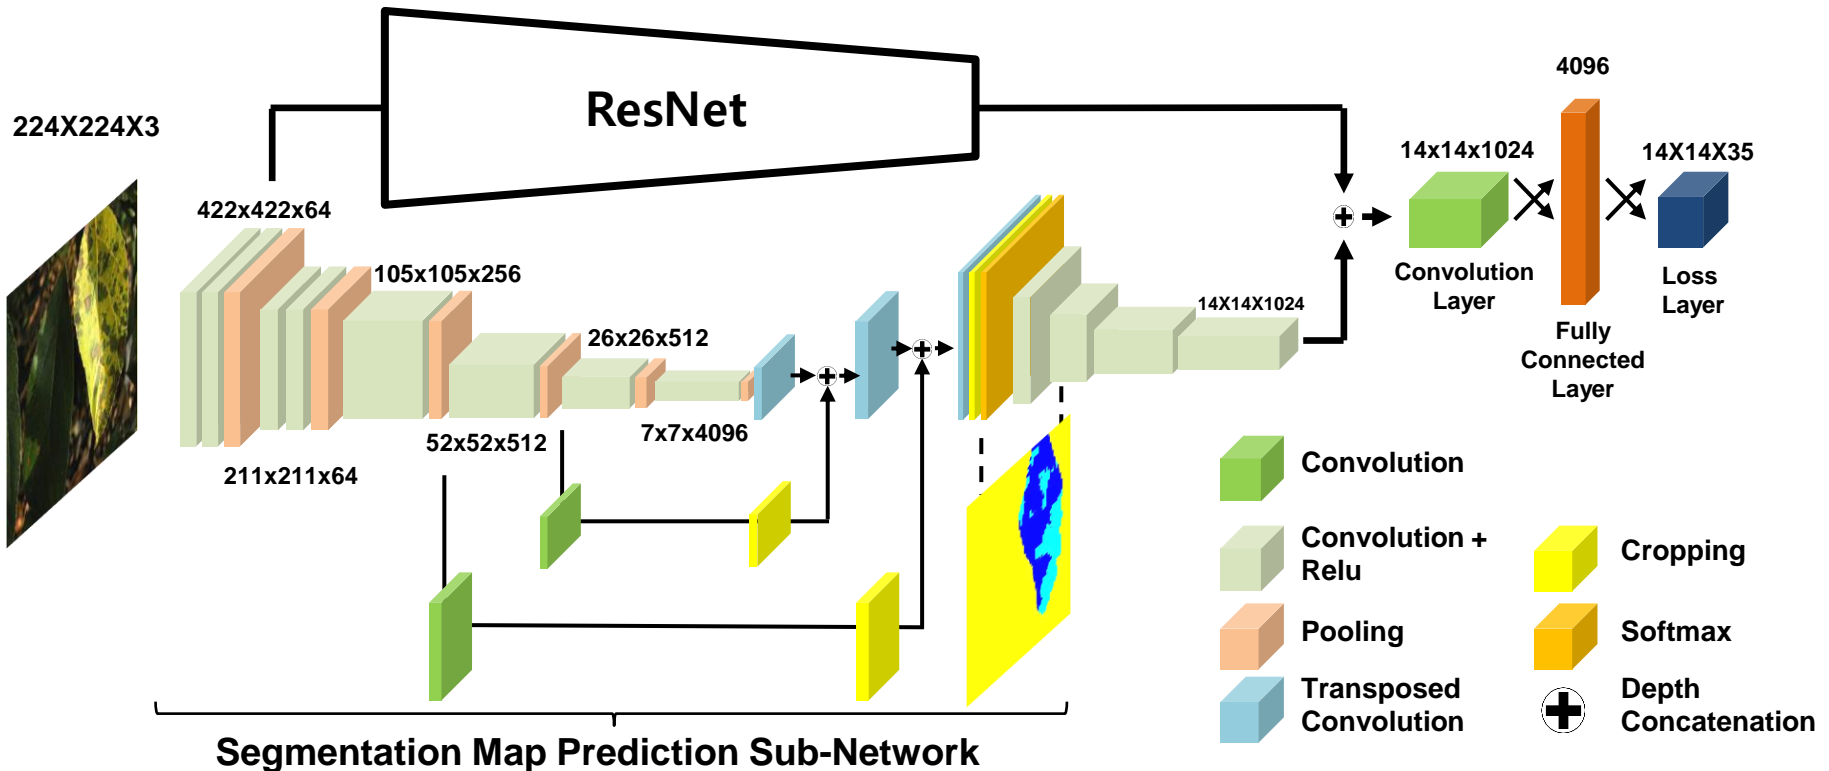 ResNet
224X224X3
422x422x64
105x105x256
26x26x512
211x211x64
52x52x512
7x7x4096
14X14X1024
14x14x1024
4096
14X14X35
Convolution
Layer
Fully
Connected
Layer
Loss
Layer
Convolution
Convolution +
Relu
Pooling
Transposed
Convolution
Cropping
Softmax
Depth
Concatenation
Segmentation Map Prediction Sub-Network